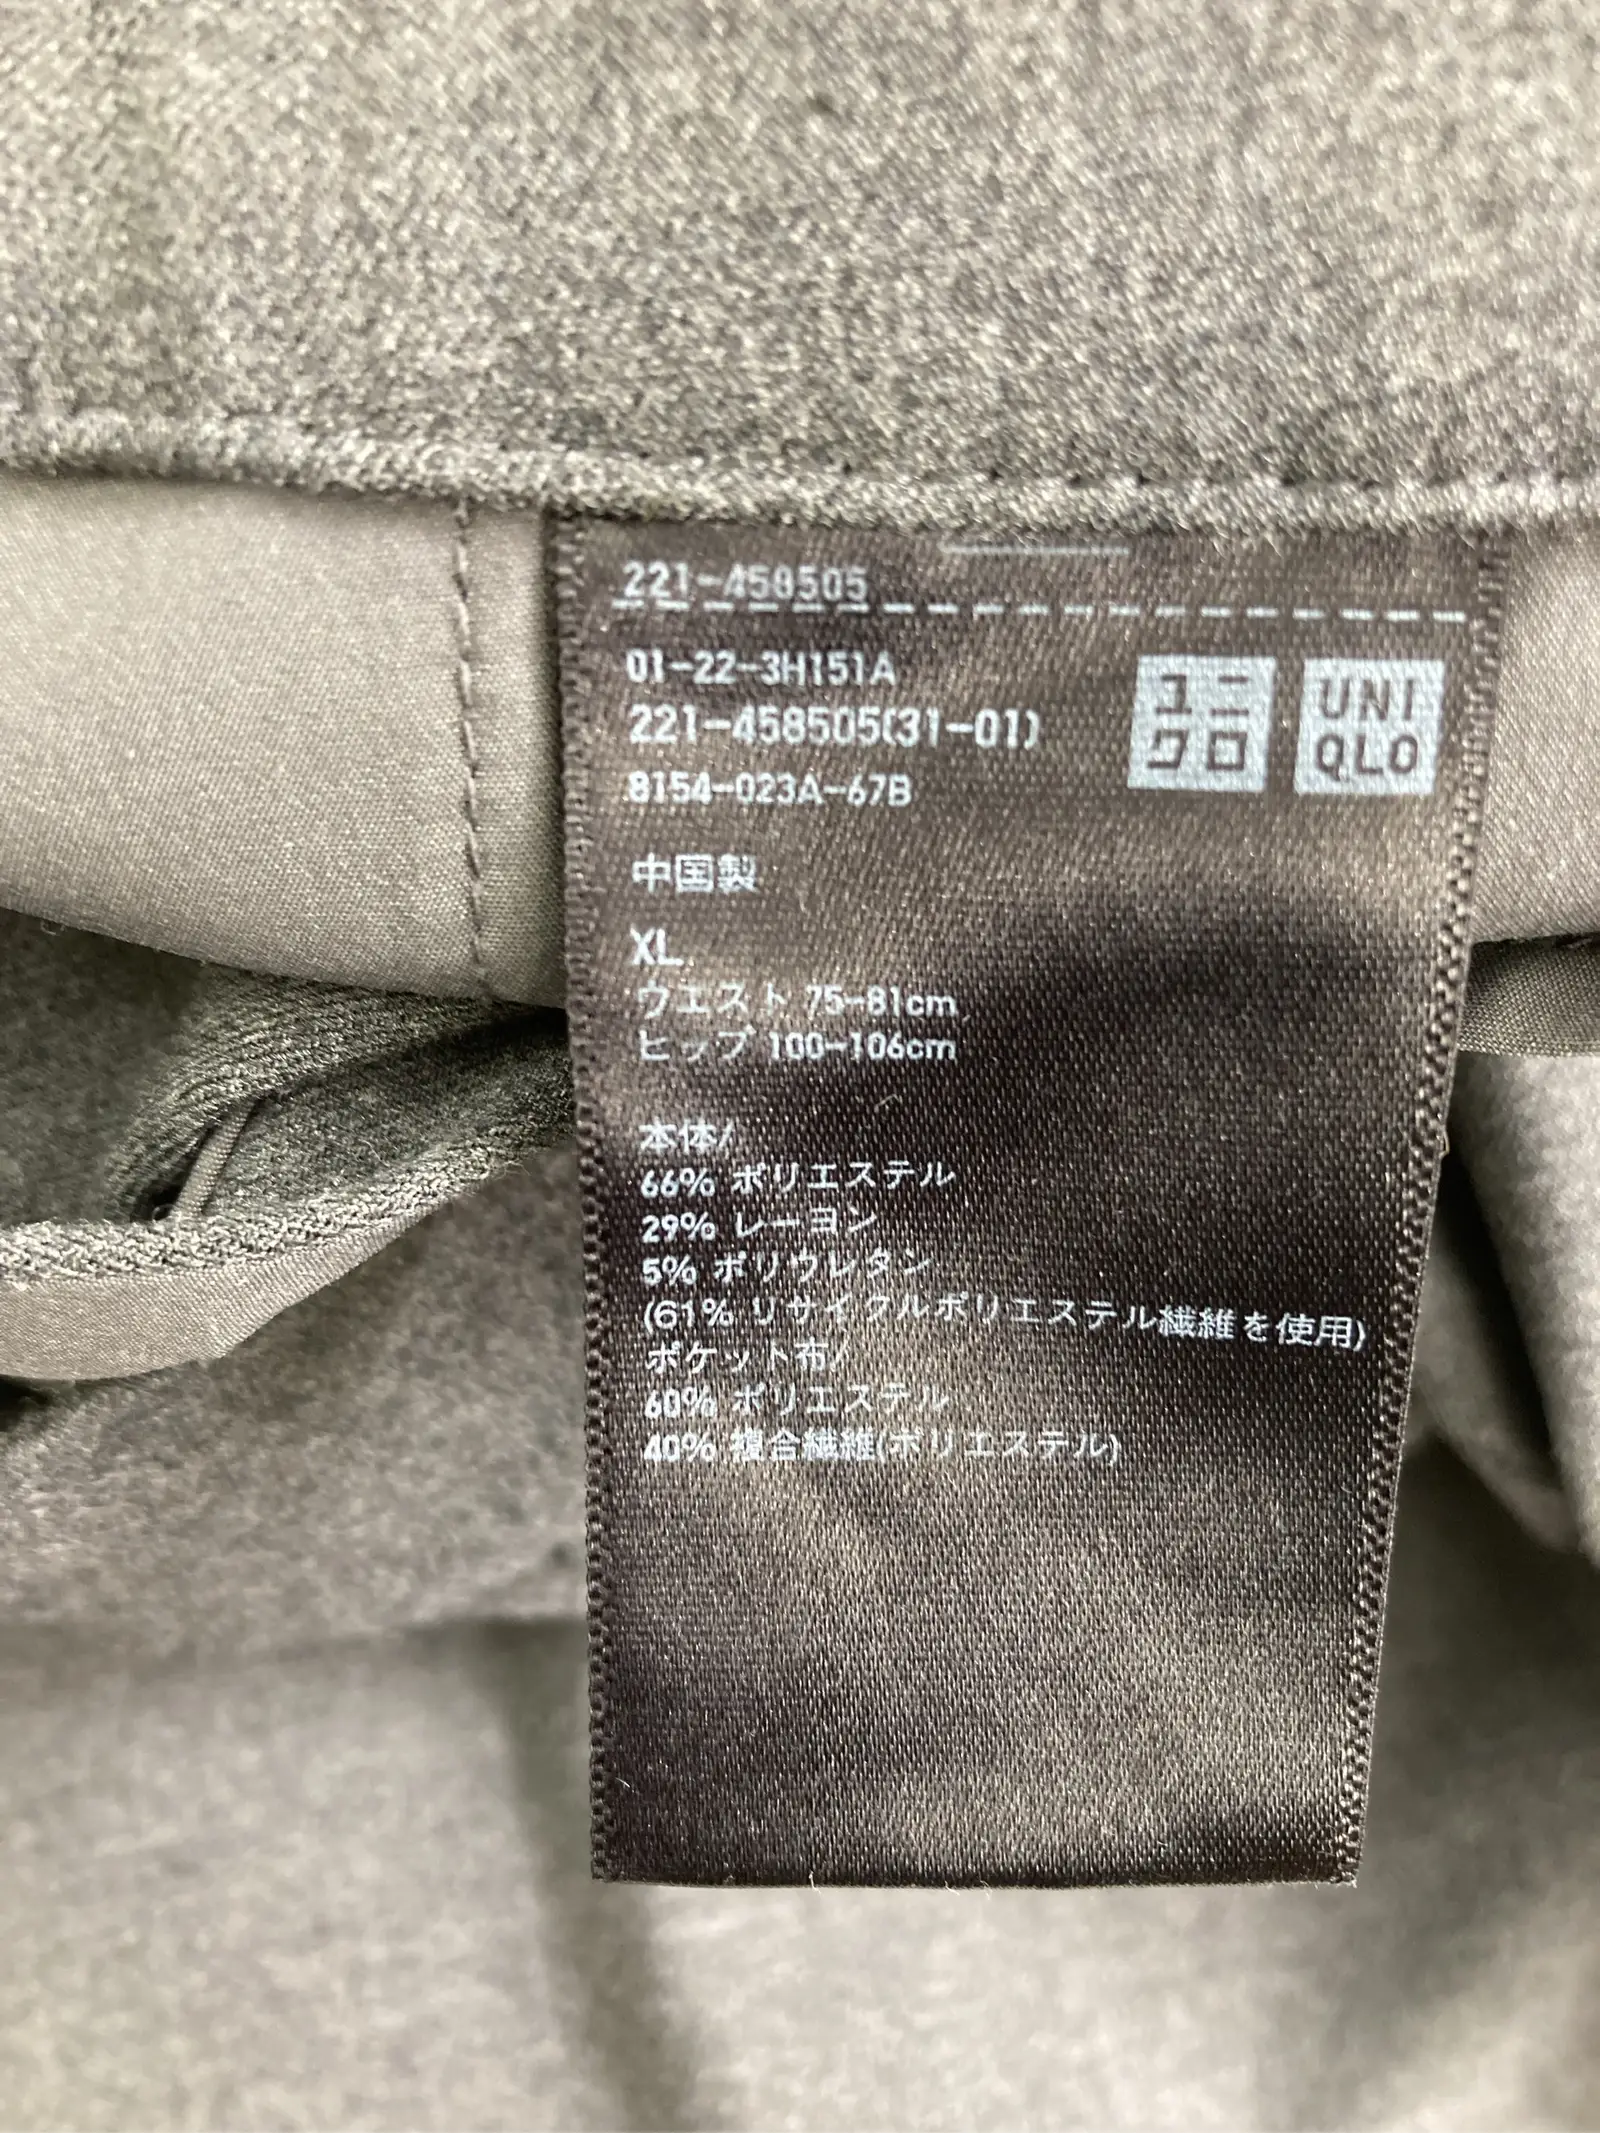 221-458505
01-22-3H151A
221-458505(31-01)
8154-023A-67B
ユニ
クロ
UNI
QLO
中国製
XL
ウエスト 75-81cm
ヒップ 100-106cm
本体/
66% ポリエステル
29% レーヨン
5% ポリウレタン
(61% リサイクルポリエステル繊維を使用)
ポケット布/
60% ポリエステル
40% 複合繊維(ポリエステル)